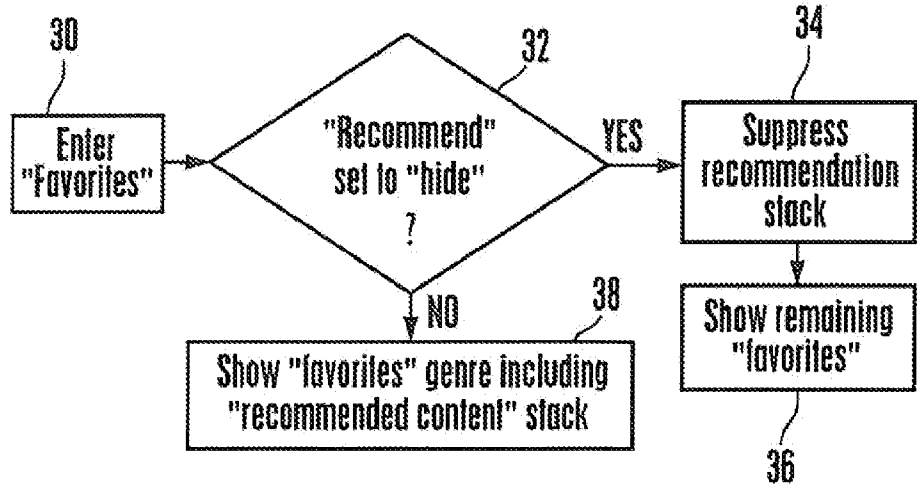 30
32
34
Enter
"Favorites"
"Recommend"
set to "hide"
?
YES
Suppress
recommendation
stack
NO
38
Show "favorites" genre including
"recommended content" stack
Show remaining
"favorites"
36